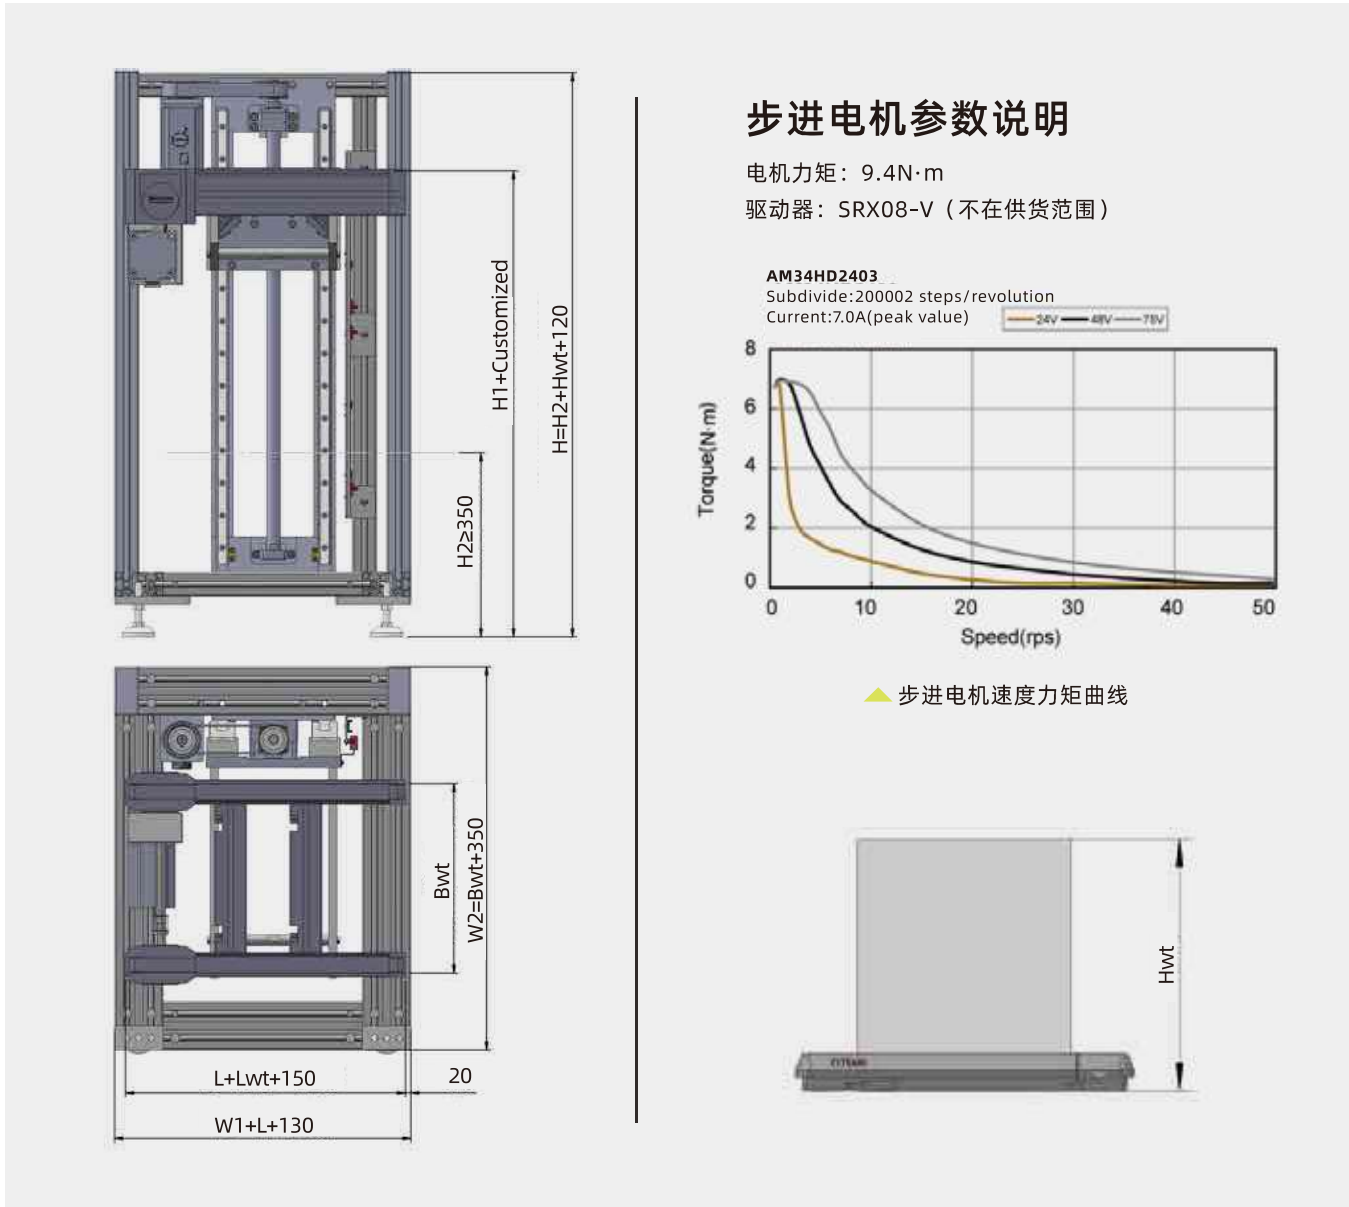 H1+Customized
H=H2+Hwt+120
H2≥350
Bwt
W2=Bwt+350
L+Lwt+150
20
W1+L+130
步进电机参数说明
电机力矩：9.4N·m
驱动器：SRX08-V（不在供货范围）
AM34HD2403
Subdivide:200002 steps/revolution
Current:7.0A(peak value)
24V 48V
Torque(N·m)
8
6
4
2
0
0 10 20 30 40 50
Speed(rps)
步进电机速度力矩曲线
Hwt